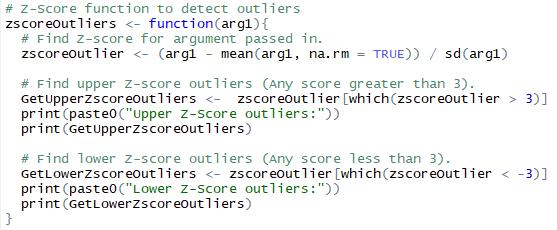 # Z-Score function to detect outliers
zscoreOutliers <- function(arg1){
  # Find Z-score for argument passed in.
  zscoreOutlier <- (arg1 - mean(arg1, na.rm = TRUE)) / sd(arg1)

  # Find upper Z-score outliers (Any score greater than 3).
  GetUpperZscoreOutliers <-  zscoreOutlier[which(zscoreOutlier > 3)]
  print(paste0("Upper Z-Score outliers:"))
  print(GetUpperZscoreOutliers)

  # Find lower Z-score outliers (Any score less than 3).
  GetLowerZscoreOutliers <- zscoreOutlier[which(zscoreOutlier < -3)]
  print(paste0("Lower Z-Score outliers:"))
  print(GetLowerZscoreOutliers)
}